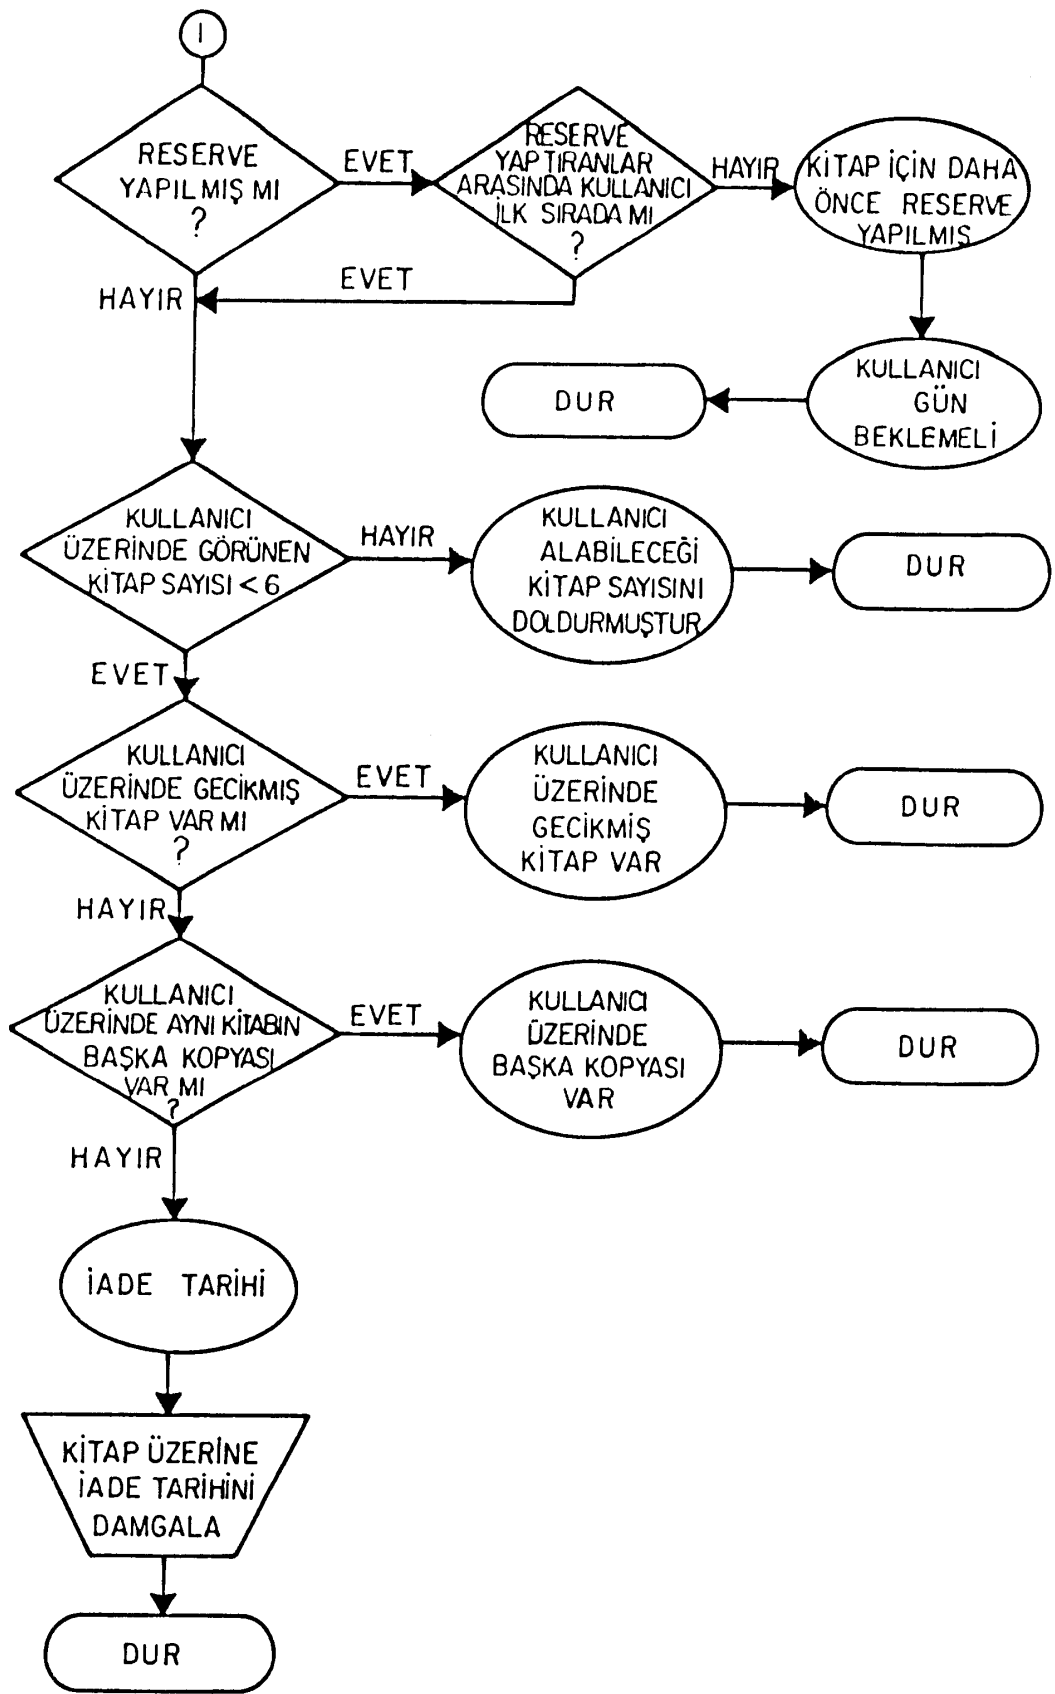 1
RESERVE
YAPILMIŞ MI
?
EVET
RESERVE
YAPTIRANLAR
ARASINDA KULLANICI
İLK SIRADA MI
?
HAYIR
KİTAP İÇİN DAHA
ÖNCE RESERVE
YAPILMIŞ
HAYIR
EVET
KULLANICI
GÜN
BEKLEMELİ
DUR
KULLANICI
ÜZERİNDE GÖRÜNEN
KİTAP SAYISI < 6
HAYIR
KULLANICI
ALABİLECEĞİ
KİTAP SAYISINI
DOLDURMUŞTUR
DUR
EVET
KULLANICI
ÜZERİNDE GECİKMİŞ
KİTAP VAR MI
?
EVET
KULLANICI
ÜZERİNDE
GECİKMİŞ
KİTAP VAR
DUR
HAYIR
KULLANICI
ÜZERİNDE AYNI KİTABIN
BAŞKA KOPYASI
VAR MI
?
EVET
KULLANICI
ÜZERİNDE
BAŞKA KOPYASI
VAR
DUR
HAYIR
İADE TARİHİ
KİTAP ÜZERİNE
İADE TARİHİNİ
DAMGALA
DUR